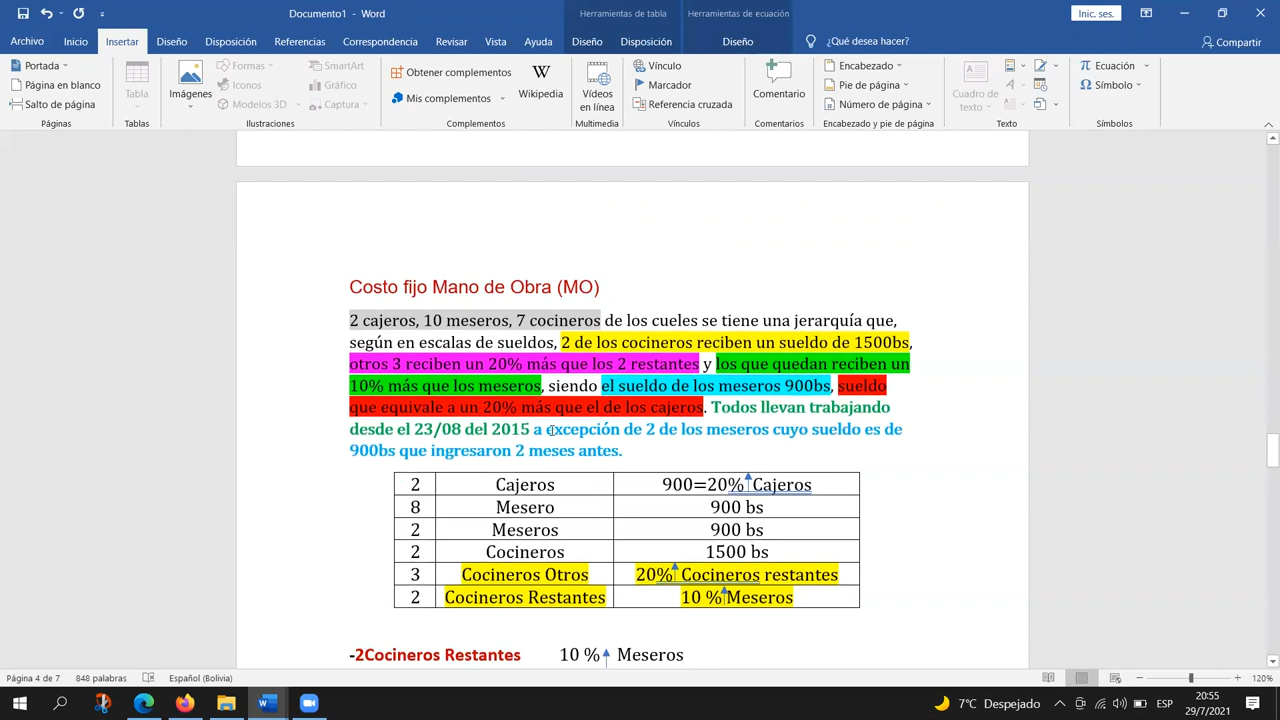 Documento1 - Word
Herramientas de tabla
Herramientas de ecuación
Inic. ses.
Archivo
Inicio
Insertar
Diseño
Disposición
Referencias
Correspondencia
Revisar
Vista
Ayuda
Diseño
Disposición
Diseño
¿Qué desea hacer?
Compartir
Portada
Página en blanco
Salto de página
Páginas
Tabla
Tablas
Imágenes
Formas
Iconos
Modelos 3D
SmartArt
Gráfico
Captura
Ilustraciones
Obtener complementos
Mis complementos
W
Wikipedia
Complementos
Vídeos
en línea
Multimedia
Vínculo
Marcador
Referencia cruzada
Vínculos
Comentario
Comentarios
Encabezado
Pie de página
Número de página
Encabezado y pie de página
Cuadro de
texto
Texto
π Ecuación
Ω Símbolo
Símbolos
Costo fijo Mano de Obra (MO)
2 cajeros, 10 meseros, 7 cocineros de los cueles se tiene una jerarquía que,
según en escalas de sueldos, 2 de los cocineros reciben un sueldo de 1500bs,
otros 3 reciben un 20% más que los 2 restantes y los que quedan reciben un
10% más que los meseros, siendo el sueldo de los meseros 900bs, sueldo
que equivale a un 20% más que el de los cajeros. Todos llevan trabajando
desde el 23/08 del 2015 a excepción de 2 de los meseros cuyo sueldo es de
900bs que ingresaron 2 meses antes.
2 Cajeros 900=20%↑Cajeros
8 Mesero 900 bs
2 Meseros 900 bs
2 Cocineros 1500 bs
3 Cocineros Otros 20%↑ Cocineros restantes
2 Cocineros Restantes 10 %↑Meseros
-2Cocineros Restantes 10 %↑ Meseros
Página 4 de 7
848 palabras
Español (Bolivia)
120%
7°C Despejado
ESP
20:55
29/7/2021